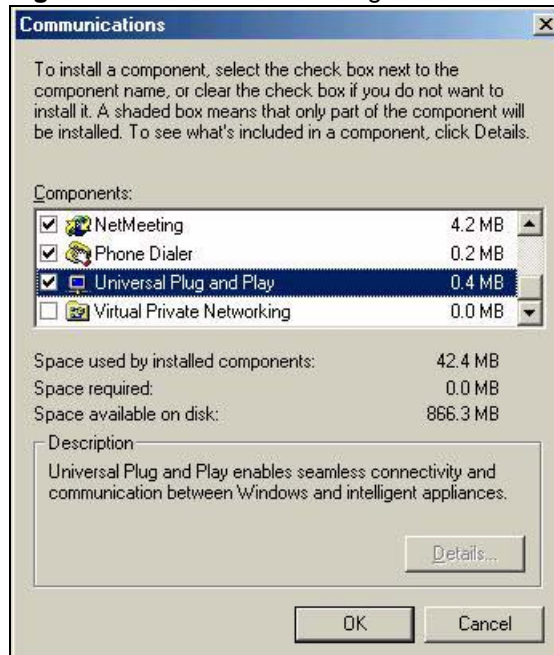 Communications
To install a component, select the check box next to the
component name, or clear the check box if you do not want to
install it. A shaded box means that only part of the component will
be installed. To see what's included in a component, click Details.
Components:
NetMeeting 4.2 MB
Phone Dialer 0.2 MB
Universal Plug and Play 0.4 MB
Virtual Private Networking 0.0 MB
Space used by installed components: 42.4 MB
Space required: 0.0 MB
Space available on disk: 866.3 MB
Description
Universal Plug and Play enables seamless connectivity and
communication between Windows and intelligent appliances.
Details...
OK Cancel